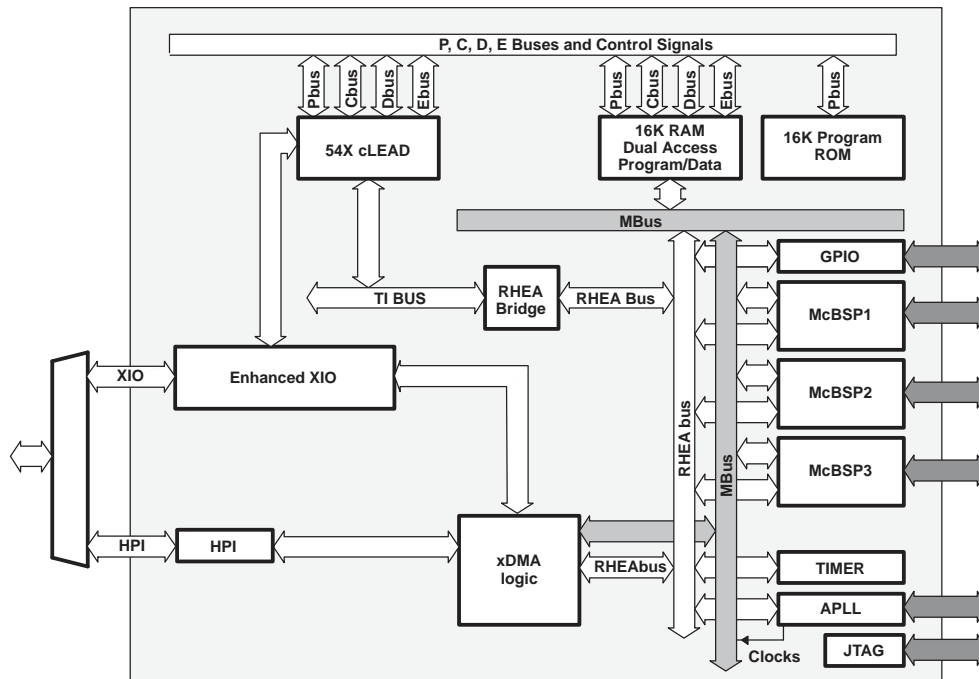 P, C, D, E Buses and Control Signals
Pbus
Cbus
Dbus
Ebus
Pbus
Cbus
Dbus
Ebus
Pbus
54X cLEAD
16K RAM
Dual Access
Program/Data
16K Program
ROM
MBus
GPIO
TI BUS
RHEA
Bridge
RHEA Bus
McBSP1
XIO
Enhanced XIO
McBSP2
RHEA bus
MBus
McBSP3
HPI
HPI
xDMA
logic
RHEAbus
TIMER
APLL
Clocks
JTAG